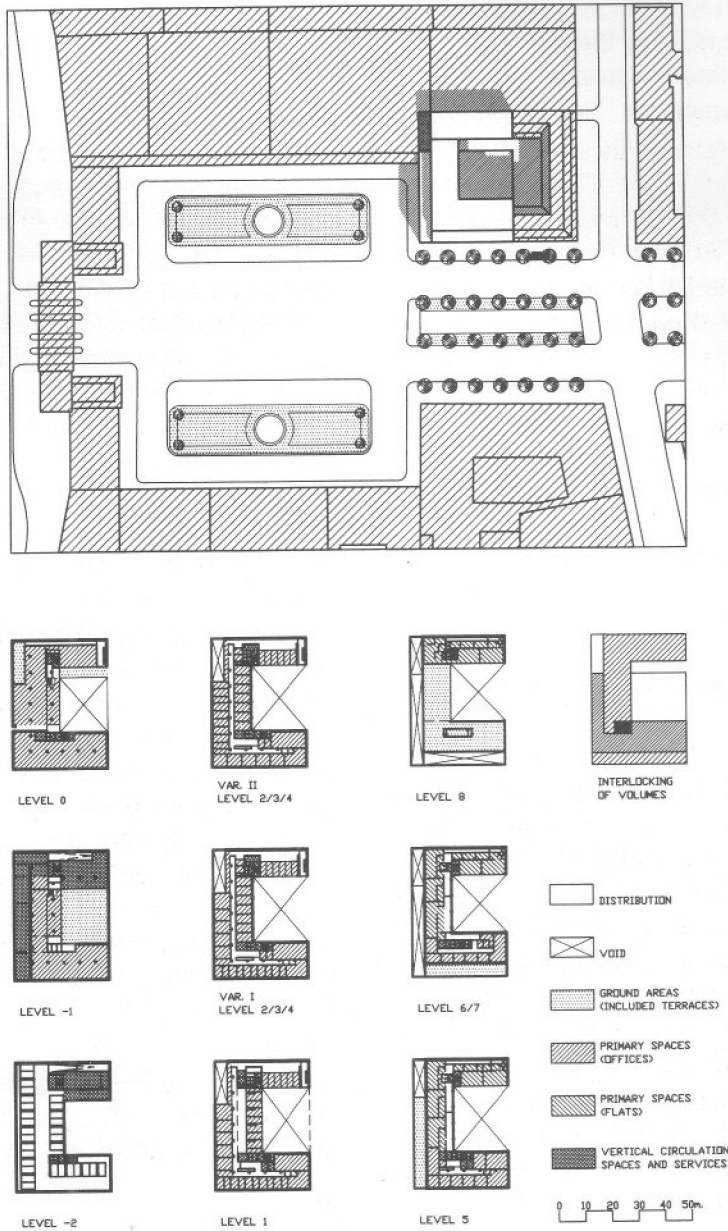 LEVEL 0
VAR. II
LEVEL 2/3/4
LEVEL 8
INTERLOCKING
OF VOLUMES
LEVEL -1
VAR. I
LEVEL 2/3/4
LEVEL 6/7
LEVEL -2
LEVEL 1
LEVEL 5
DISTRIBUTION
VOID
GROUND AREAS
(INCLUDED TERRACES)
PRIMARY SPACES
(OFFICES)
PRIMARY SPACES
(FLATS)
VERTICAL CIRCULATION
SPACES AND SERVICES
0 10 20 30 40 50m.